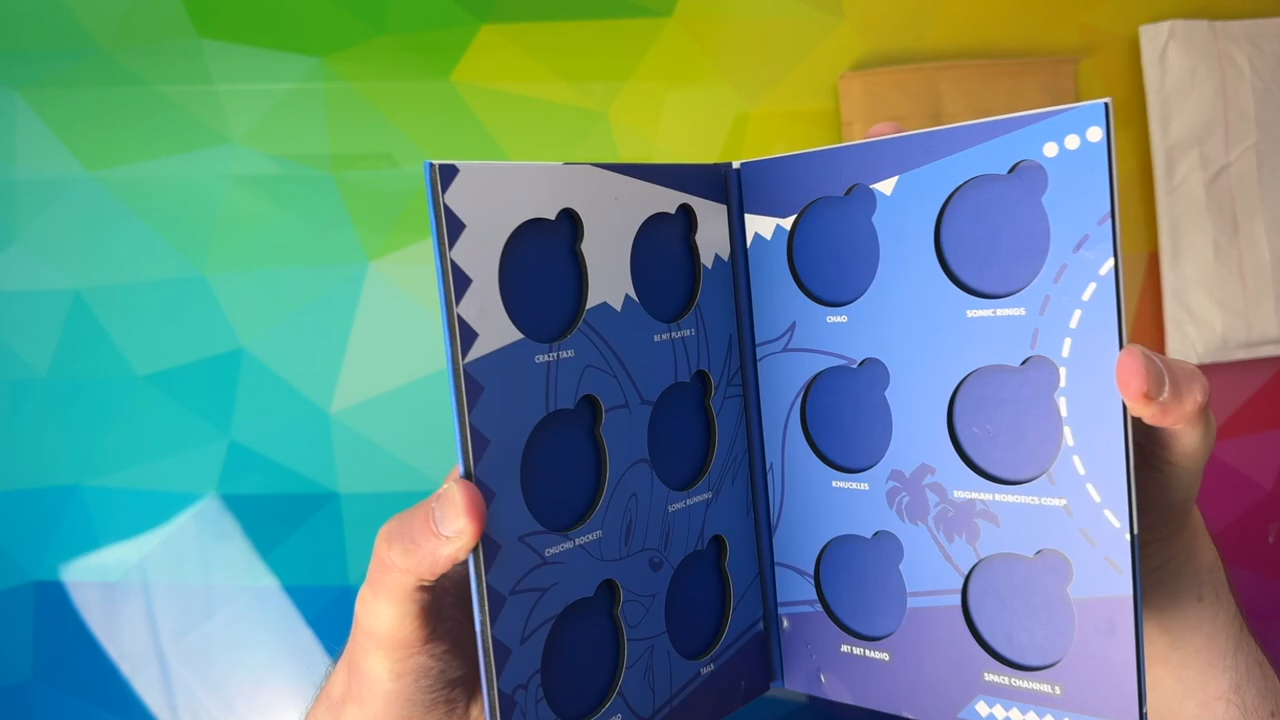 CRAZY TAXI
BE MY PLAYER 2
CHUCHU ROCKET!
SONIC RUNNING
TAILS
CHAO
SONIC RINGS
KNUCKLES
EGGMAN ROBOTICS CORP
JET SET RADIO
SPACE CHANNEL 5